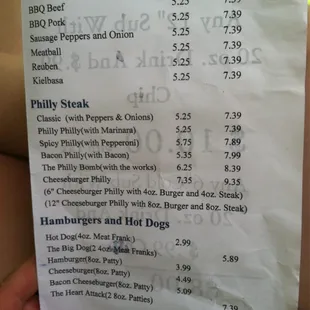 5.25 7.39
BBQ Beef 5.25 7.39
BBQ Pork 5.25 7.39
Sausage Peppers and Onion 5.25 7.39
Meatball 5.25 7.39
Reuben 5.25 7.39
Kielbasa 5.25 7.39
Philly Steak
Classic (with Peppers & Onions) 5.25 7.39
Philly Philly(with Marinara) 5.25 7.39
Spicy Philly(with Pepperoni) 5,75 7.89
Bacon Philly(with Bacon) 5.35 7.99
The Philly Bomb(with the works) 6.25 8.39
Cheeseburger Philly 7,35 9.35
(6" Cheeseburger Philly with 4oz. Burger and 4oz. Steak)
(12" Cheeseburger Philly with 8oz. Burger and 8oz. Steak)
Hamburgers and Hot Dogs
Hot Dog(4oz. Meat Frank) 2.99
The Big Dog(2 4oz. Meat Franks) 5.89
Hamburger(8oz. Patty) 3.99
Cheeseburger(8oz. Patty) 4.49
Bacon Cheeseburger(8oz. Patty) 5.09
The Heart Attack(2 8oz. Patties) 7.39